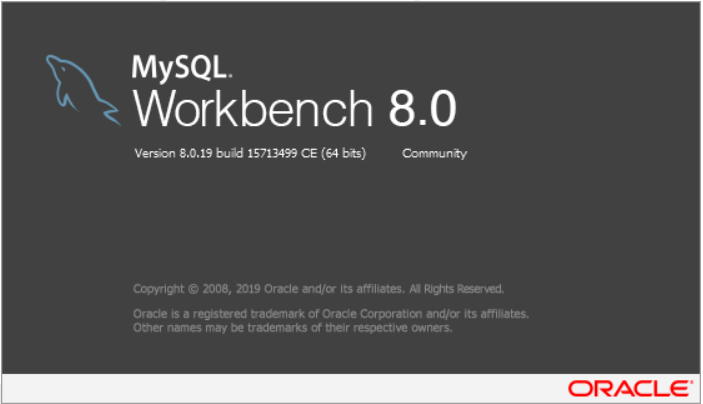 MySQL.
Workbench 8.0
Version 8.0.19 build 15713499 CE (64 bits) Community
Copyright © 2008, 2019 Oracle and/or its affiliates. All Rights Reserved.
Oracle is a registered trademark of Oracle Corporation and/or its affiliates.
Other names may be trademarks of their respective owners.
ORACLE